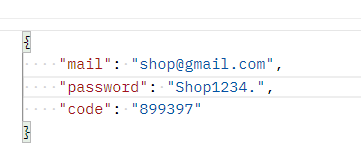 {
"mail": "shop@gmail.com",
"password": "Shop1234.",
"code": "899397"
}